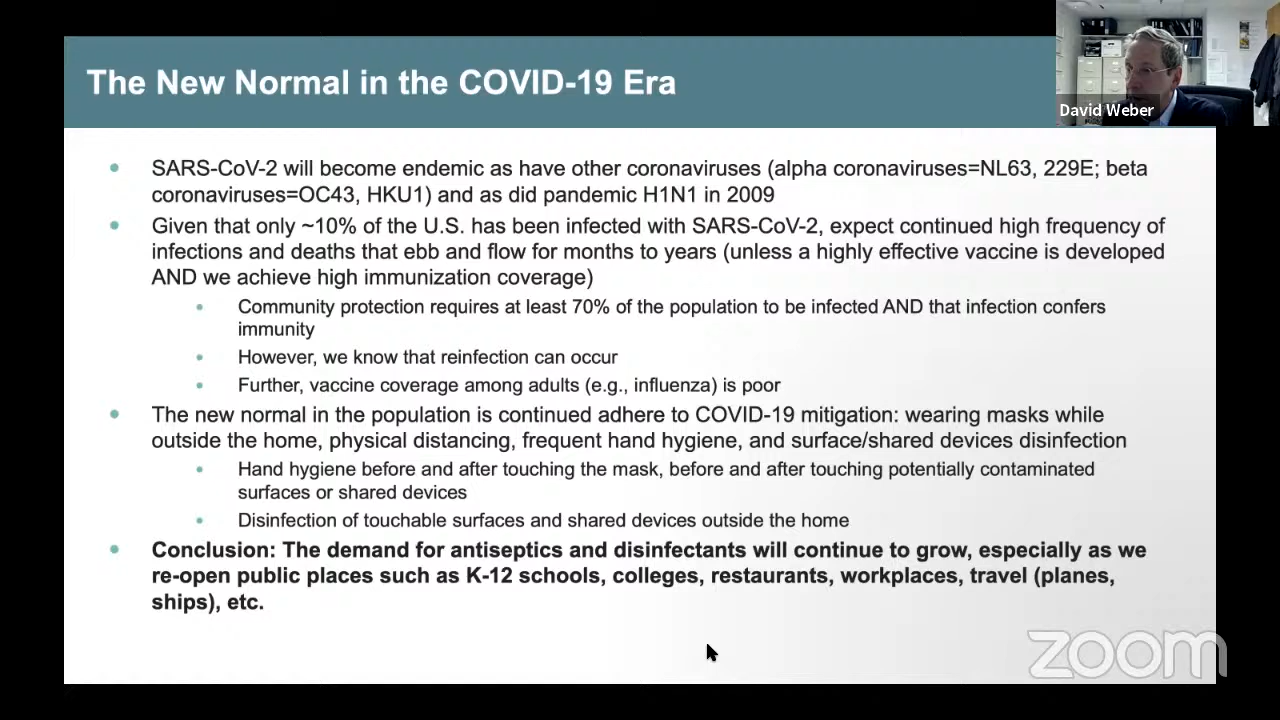 The New Normal in the COVID-19 Era
David Weber
SARS-CoV-2 will become endemic as have other coronaviruses (alpha coronaviruses=NL63, 229E; beta
coronaviruses=OC43, HKU1) and as did pandemic H1N1 in 2009
Given that only ~10% of the U.S. has been infected with SARS-CoV-2, expect continued high frequency of
infections and deaths that ebb and flow for months to years (unless a highly effective vaccine is developed
AND we achieve high immunization coverage)
Community protection requires at least 70% of the population to be infected AND that infection confers
immunity
However, we know that reinfection can occur
Further, vaccine coverage among adults (e.g., influenza) is poor
The new normal in the population is continued adhere to COVID-19 mitigation: wearing masks while
outside the home, physical distancing, frequent hand hygiene, and surface/shared devices disinfection
Hand hygiene before and after touching the mask, before and after touching potentially contaminated
surfaces or shared devices
Disinfection of touchable surfaces and shared devices outside the home
Conclusion: The demand for antiseptics and disinfectants will continue to grow, especially as we
re-open public places such as K-12 schools, colleges, restaurants, workplaces, travel (planes,
ships), etc.
zoom